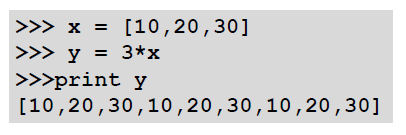 >>> x = [10,20,30]
>>> y = 3*x
>>>print y
[10,20,30,10,20,30,10,20,30]